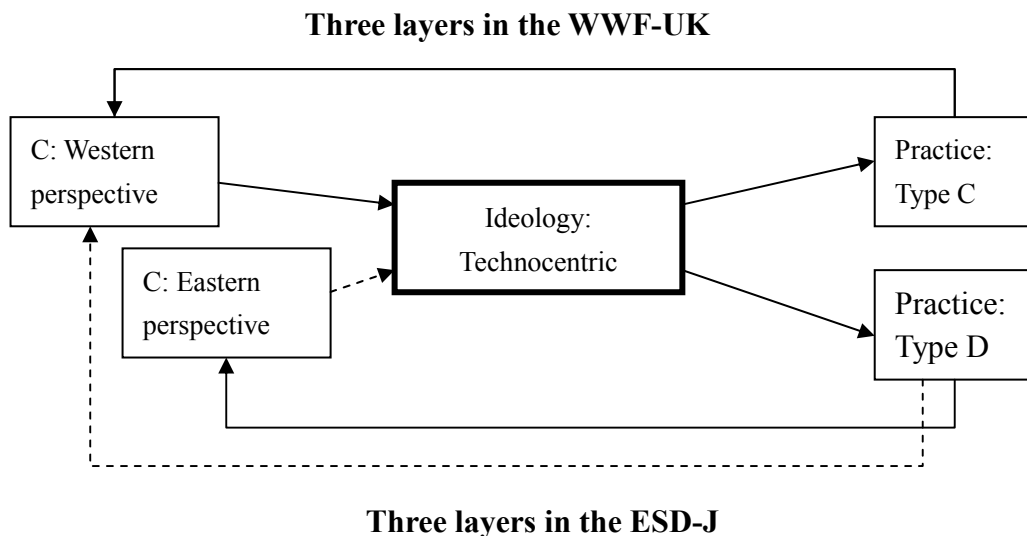 Three layers in the WWF-UK
C: Western
perspective
Practice:
Type C
Ideology:
Technocentric
C: Eastern
perspective
Practice:
Type D
Three layers in the ESD-J